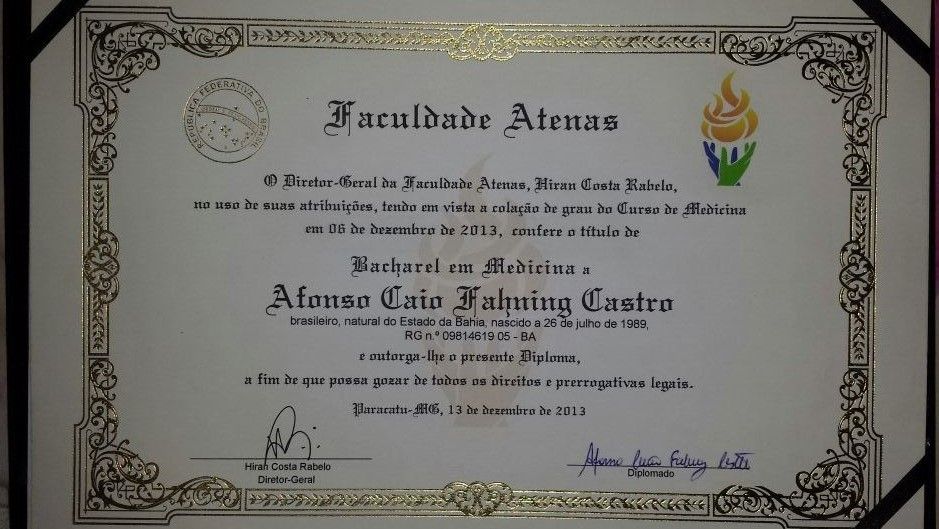 REPÚBLICA FEDERATIVA DO BRASIL
Faculdade Atenas
O Diretor-Geral da Faculdade Atenas, Hiran Costa Rabelo,
no uso de suas atribuições, tendo em vista a colação de grau do Curso de Medicina
em 06 de dezembro de 2013, confere o título de
Bacharel em Medicina a
Afonso Caio Fahning Castro
brasileiro, natural do Estado da Bahia, nascido a 26 de julho de 1989,
RG n.º 09814619 05 - BA
e outorga-lhe o presente Diploma,
a fim de que possa gozar de todos os direitos e prerrogativas legais.
Paracatu-MG, 13 de dezembro de 2013
Hiran Costa Rabelo
Diretor-Geral
Diplomado